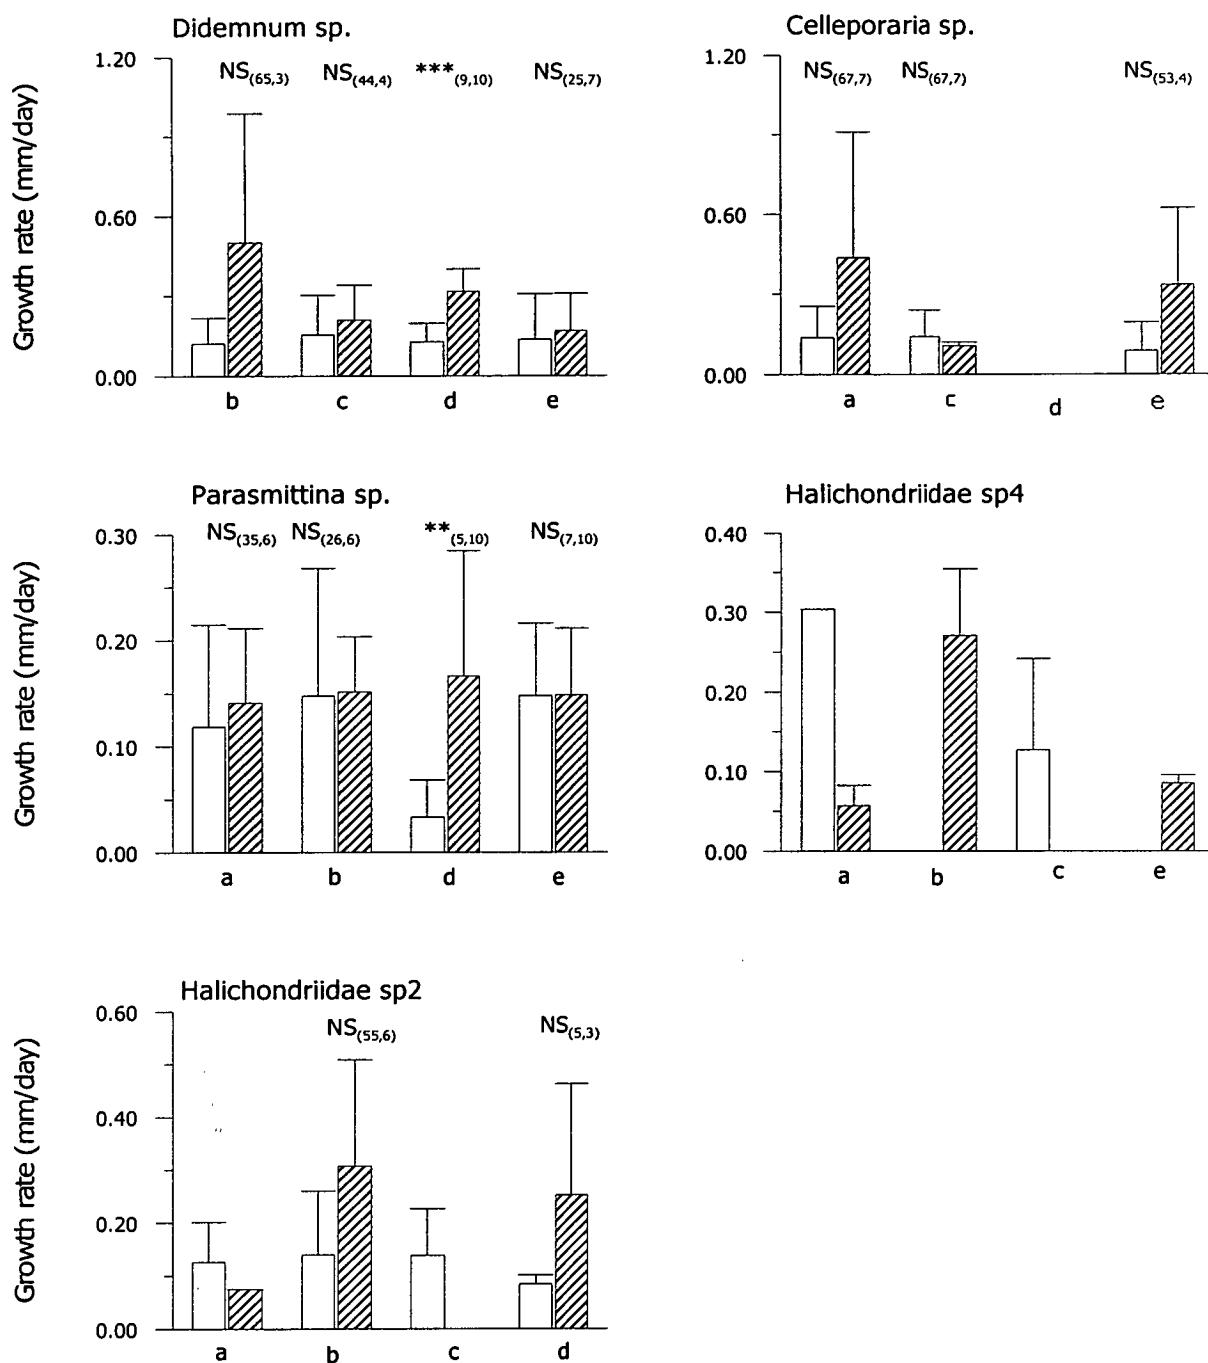 Didemnum sp.
Growth rate (mm/day)
1.20
0.60
0.00
NS(65,3)
NS(44,4)
***(9,10)
NS(25,7)
b c d e
Celleporaria sp.
1.20
0.60
0.00
NS(67,7)
NS(67,7)
NS(53,4)
a c d e
Parasmittina sp.
Growth rate (mm/day)
0.30
0.20
0.10
0.00
NS(35,6)
NS(26,6)
**(5,10)
NS(7,10)
a b d e
Halichondriidae sp4
0.40
0.30
0.20
0.10
0.00
a b c e
Halichondriidae sp2
Growth rate (mm/day)
0.60
0.40
0.20
0.00
NS(55,6)
NS(5,3)
a b c d